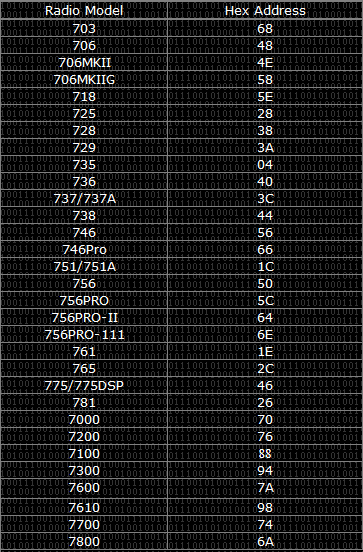 Radio Model Hex Address
703 68
706 48
706MKII 4E
706MKIIG 58
718 5E
725 28
728 38
729 3A
735 04
736 40
737/737A 3C
738 44
746 56
746Pro 66
751/751A 1C
756 50
756PRO 5C
756PRO-II 64
756PRO-111 6E
761 1E
765 2C
775/775DSP 46
781 26
7000 70
7200 76
7100 88
7300 94
7600 7A
7610 98
7700 74
7800 6A